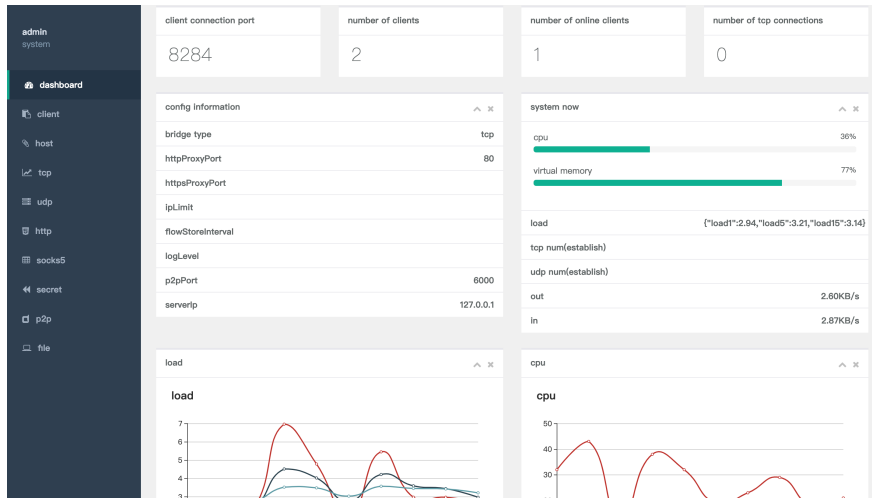 admin
system
dashboard
client
host
tcp
udp
http
socks5
secret
p2p
file
client connection port
8284
number of clients
2
number of online clients
1
number of tcp connections
0
config information
bridge type tcp
httpProxyPort 80
httpsProxyPort
ipLimit
flowStoreInterval
logLevel
p2pPort 6000
serverip 127.0.0.1
system now
cpu 36%
virtual memory 77%
load {"load1":2.94,"load5":3.21,"load15":3.14}
tcp num(establish)
udp num(establish)
out 2.60KB/s
in 2.87KB/s
load
load
7
6
5
4
3
cpu
cpu
50
40
30